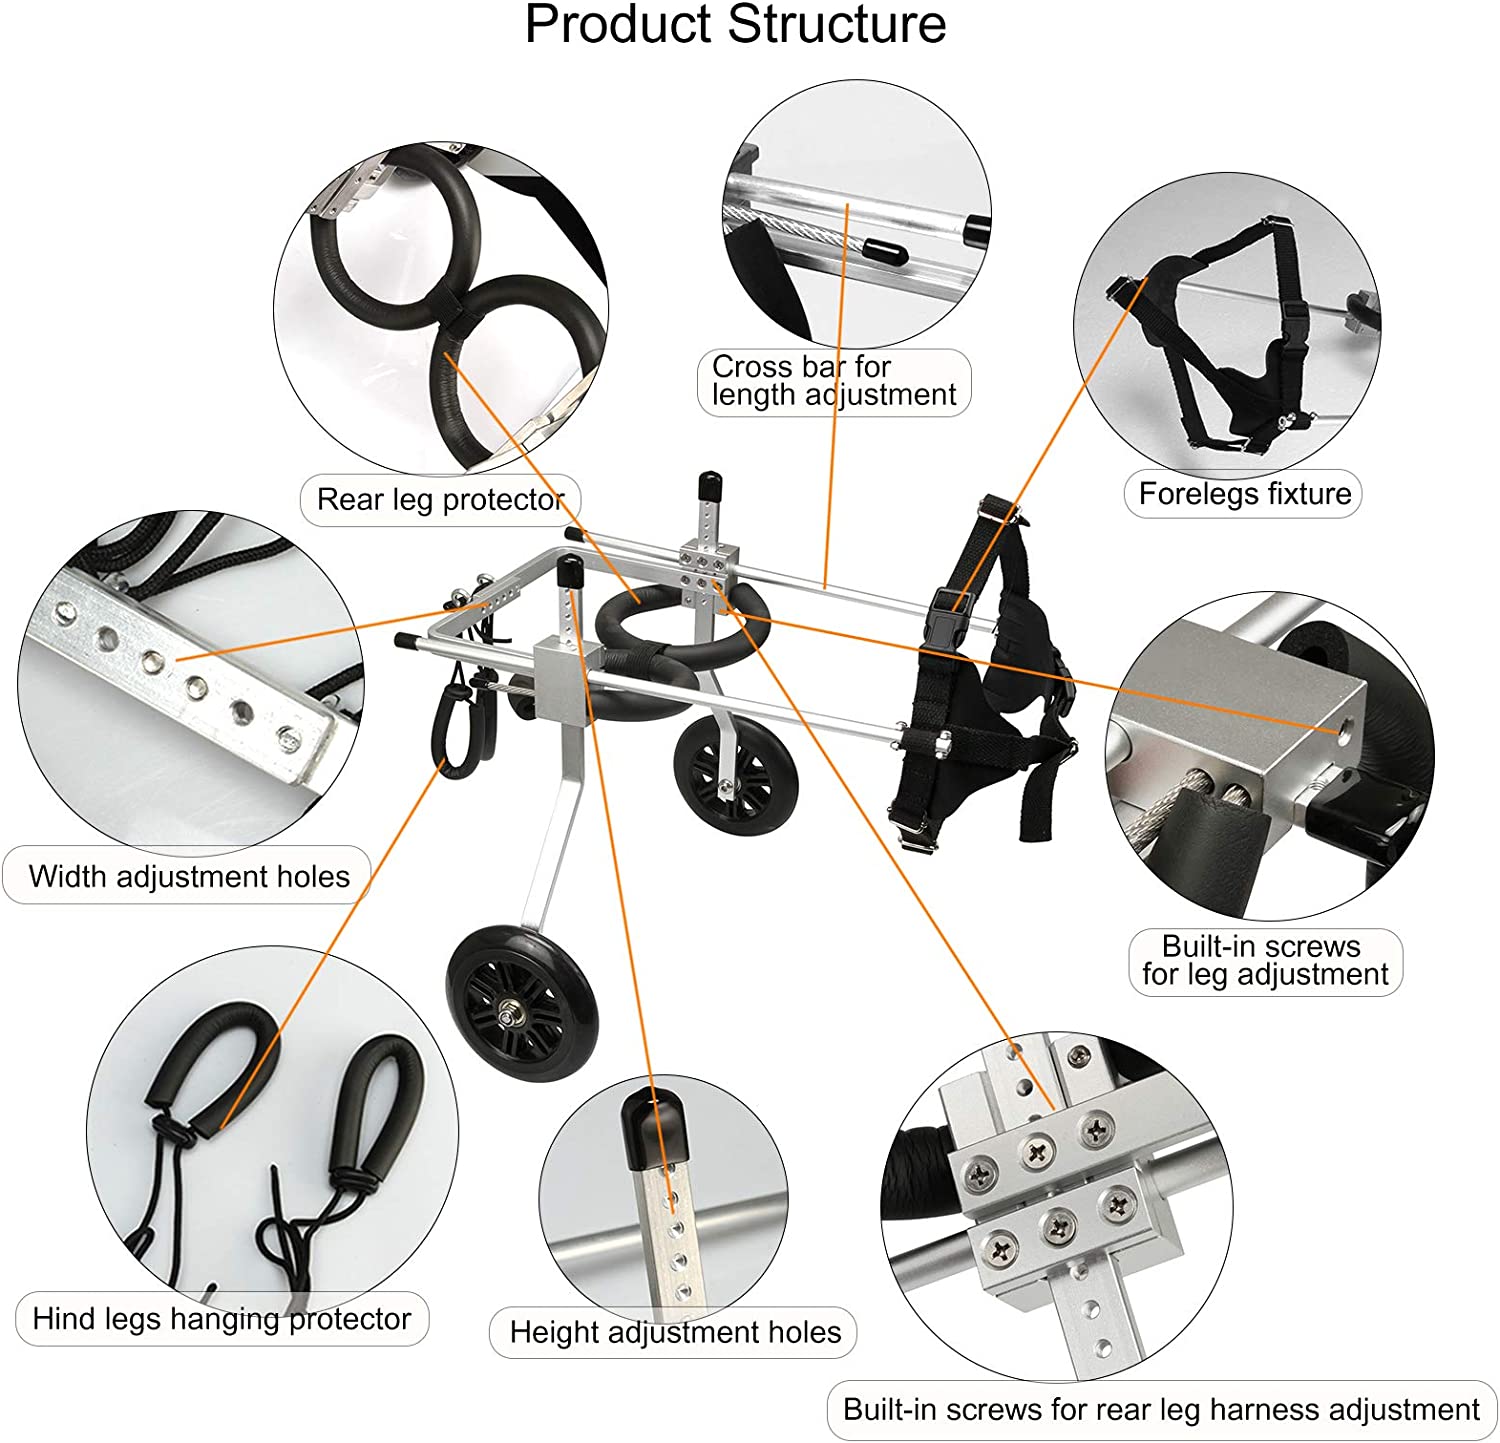 Product Structure
Cross bar for
length adjustment
Rear leg protector
Forelegs fixture
Width adjustment holes
Built-in screws
for leg adjustment
Hind legs hanging protector
Height adjustment holes
Built-in screws for rear leg harness adjustment